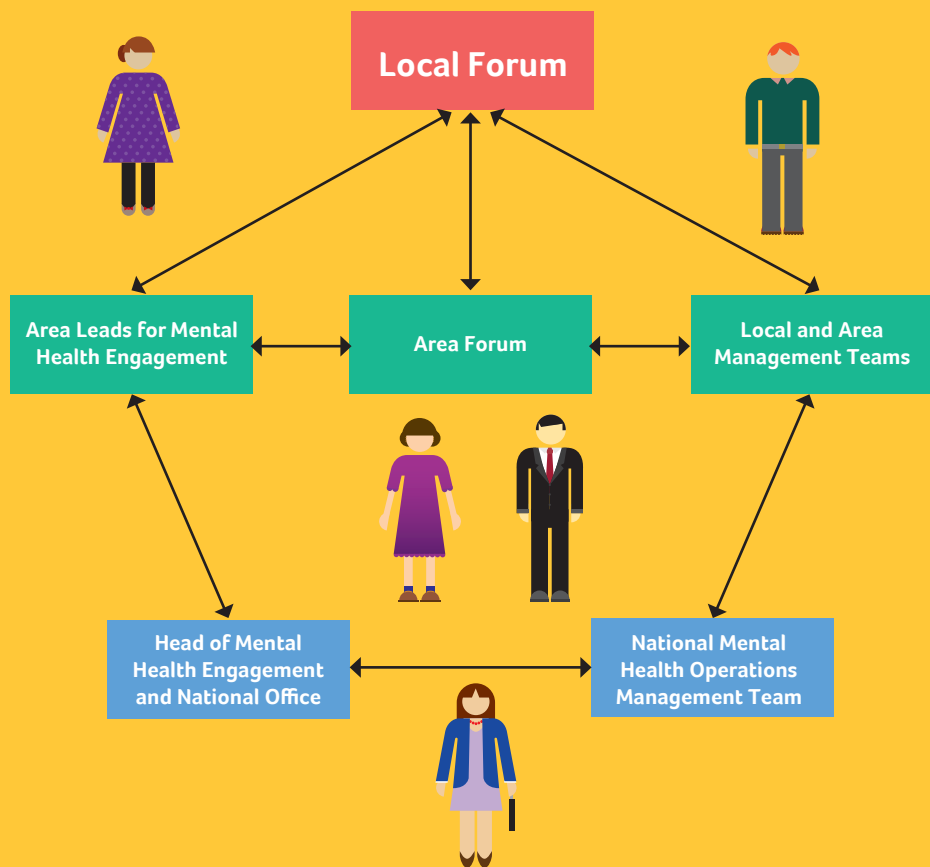 Local Forum
Area Leads for Mental
Health Engagement
Area Forum
Local and Area
Management Teams
Head of Mental
Health Engagement
and National Office
National Mental
Health Operations
Management Team